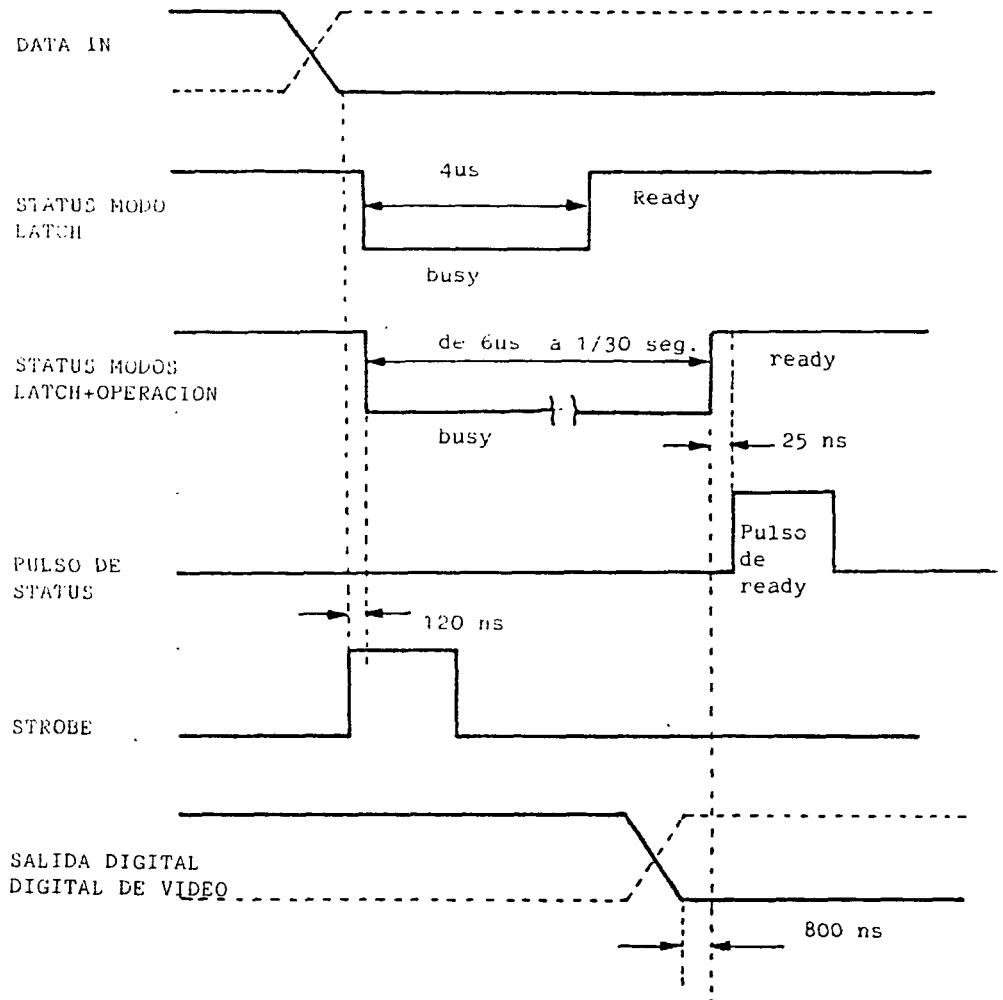 DATA IN
4us
STATUS MODO
LATCH
Ready
busy
de 6us a 1/30 seg.
STATUS MODOS
LATCH+OPERACION
ready
busy
25 ns
PULSO DE
STATUS
Pulso
de
ready
120 ns
STROBE
SALIDA DIGITAL
DIGITAL DE VIDEO
800 ns